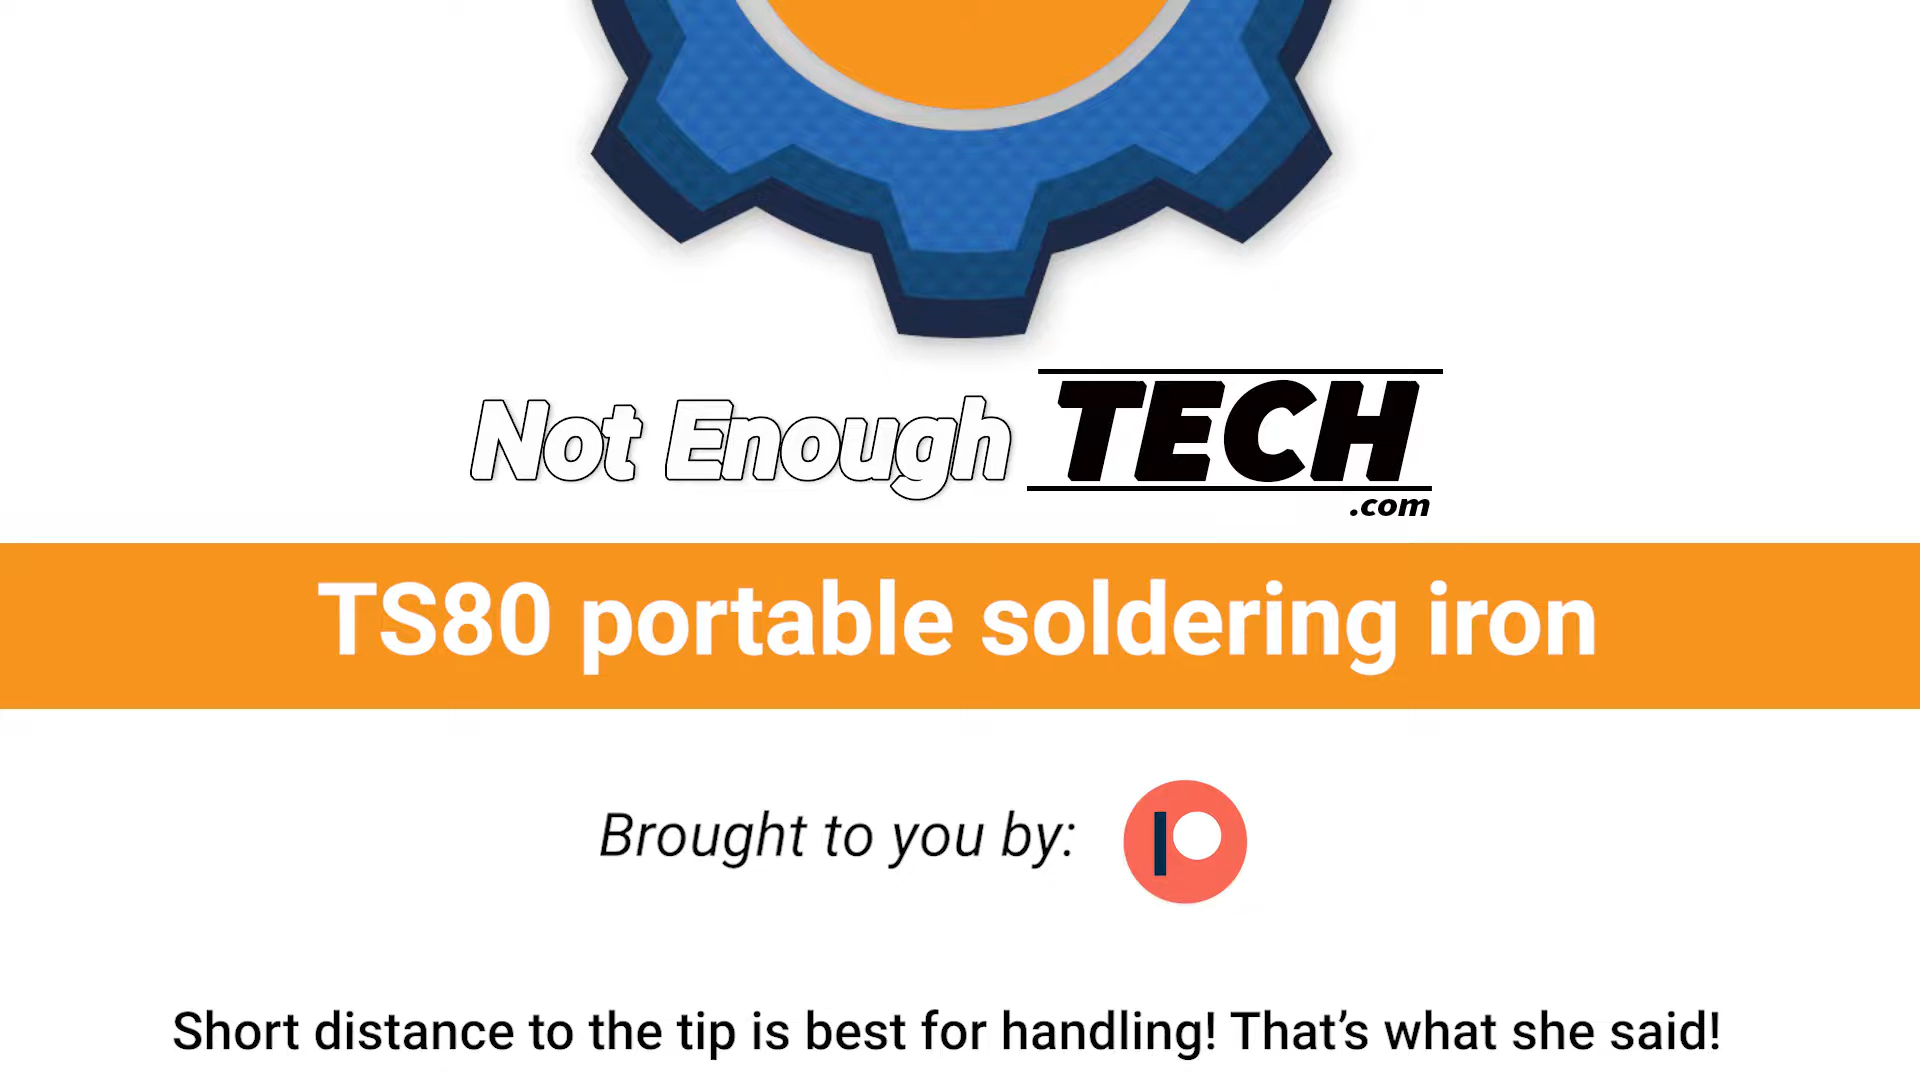 Not Enough TECH
.com
TS80 portable soldering iron
Brought to you by:
Short distance to the tip is best for handling! That’s what she said!